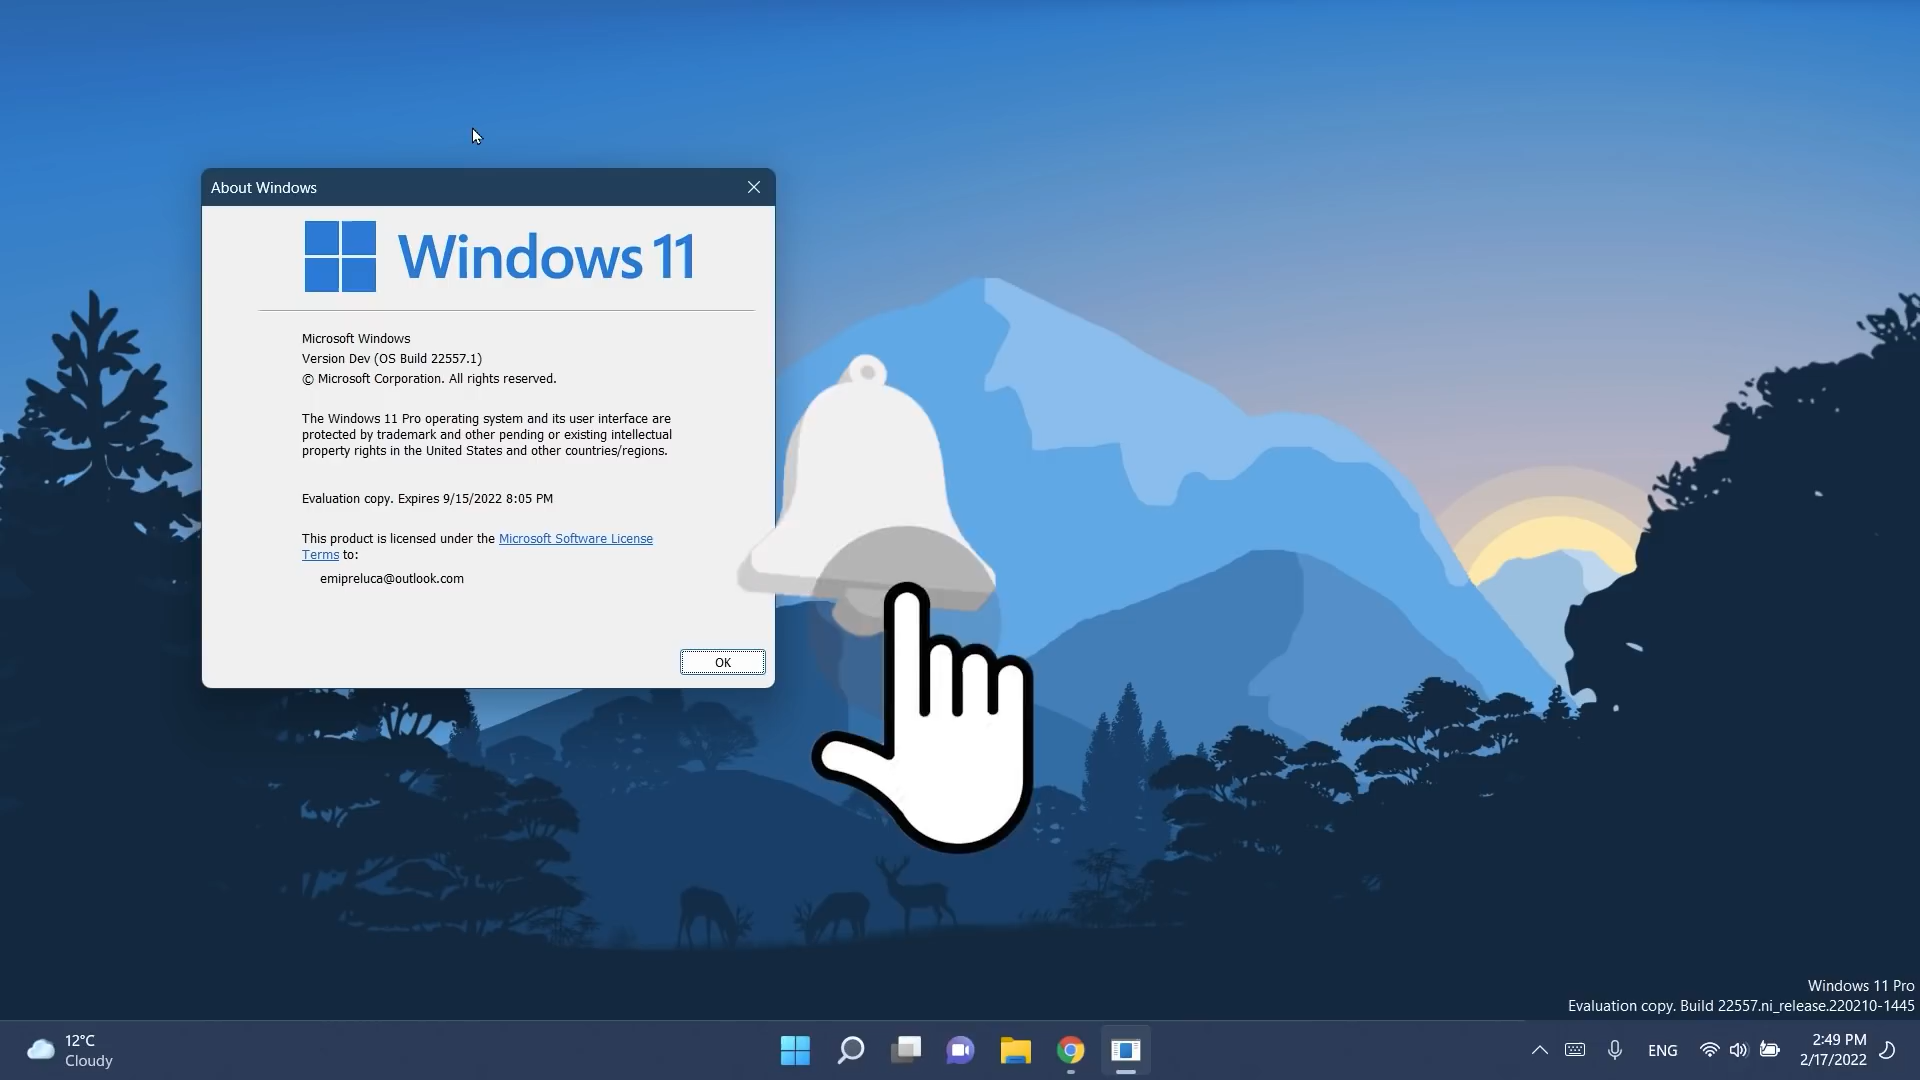 About Windows
Windows 11
Microsoft Windows
Version Dev (OS Build 22557.1)
© Microsoft Corporation. All rights reserved.
The Windows 11 Pro operating system and its user interface are
protected by trademark and other pending or existing intellectual
property rights in the United States and other countries/regions.
Evaluation copy. Expires 9/15/2022 8:05 PM
This product is licensed under the Microsoft Software License
Terms to:
emipreluca@outlook.com
OK
Windows 11 Pro
Evaluation copy. Build 22557.ni_release.220210-1445
12°C
Cloudy
ENG
2:49 PM
2/17/2022